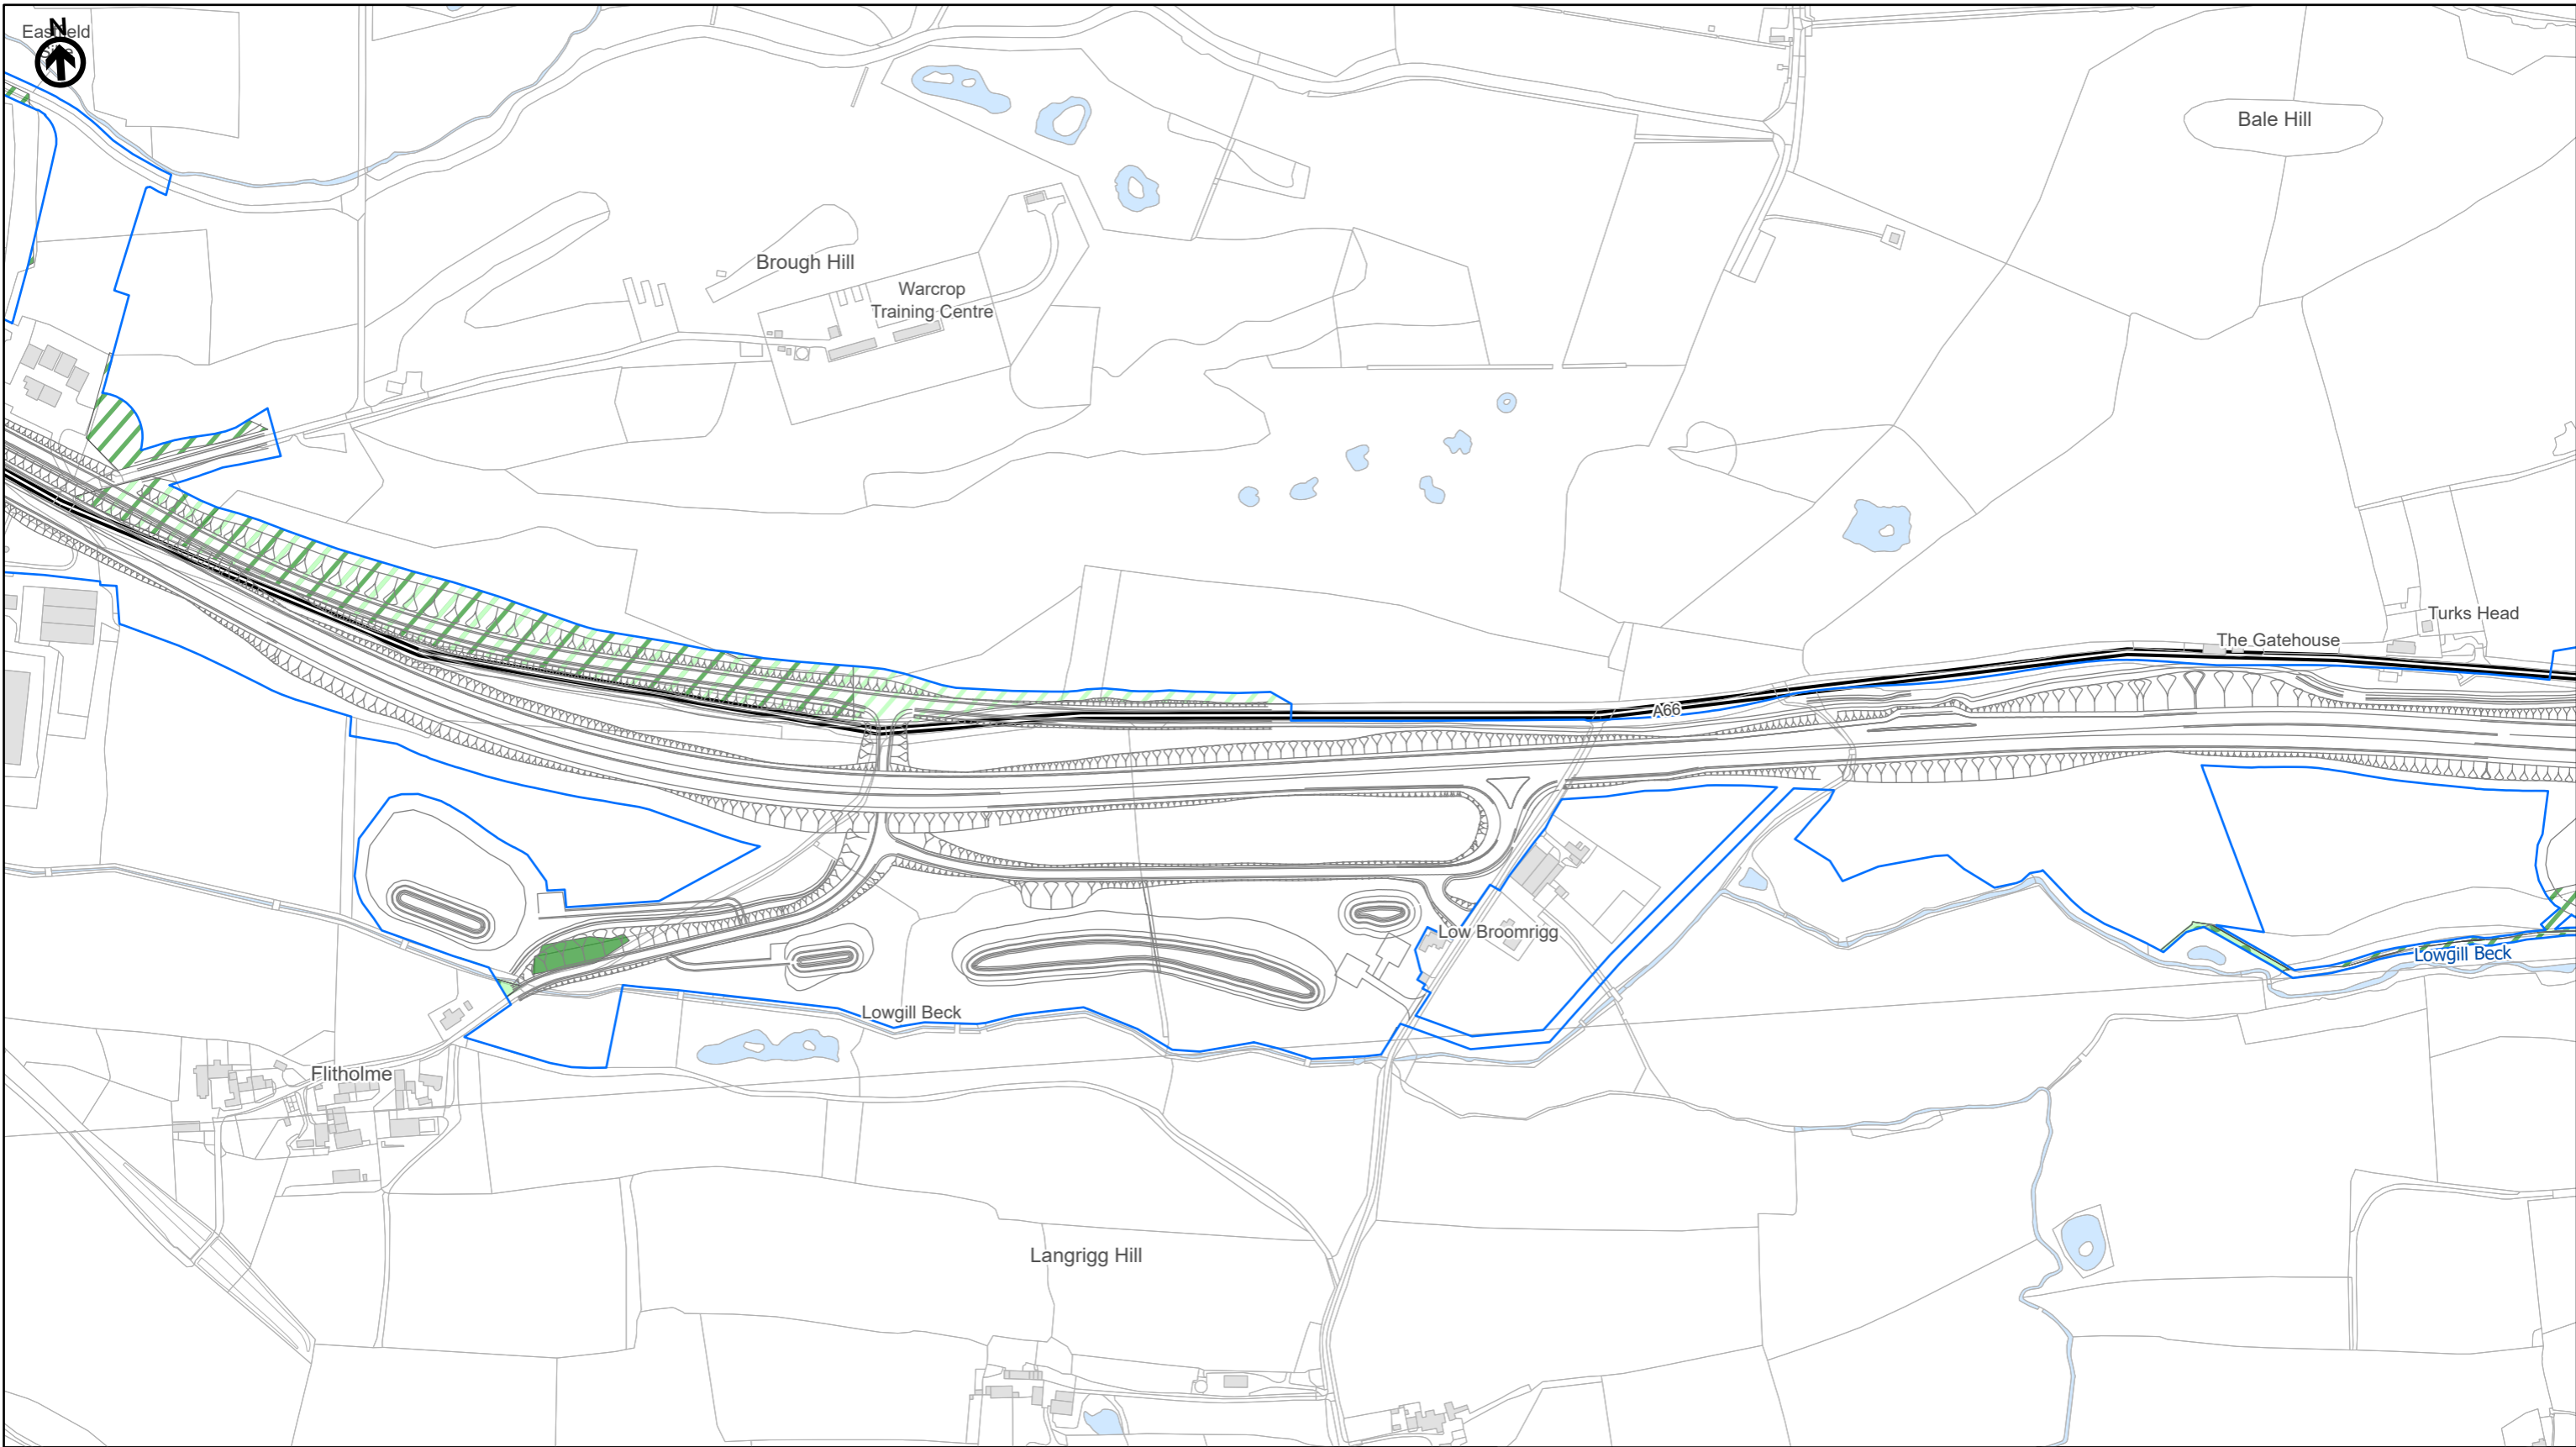 N
Bale Hill
Brough Hill
Warcrop
Training Centre
Turks Head
The Gatehouse
A66
Low Broomrigg
Lowgill Beck
Lowgill Beck
Flitholme
Langrigg Hill